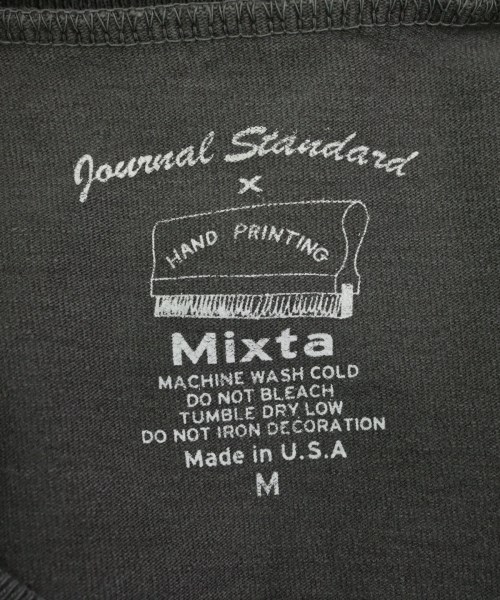 Journal Standard
x
HAND PRINTING
Mixta
MACHINE WASH COLD
DO NOT BLEACH
TUMBLE DRY LOW
DO NOT IRON DECORATION
Made in U.S.A
M